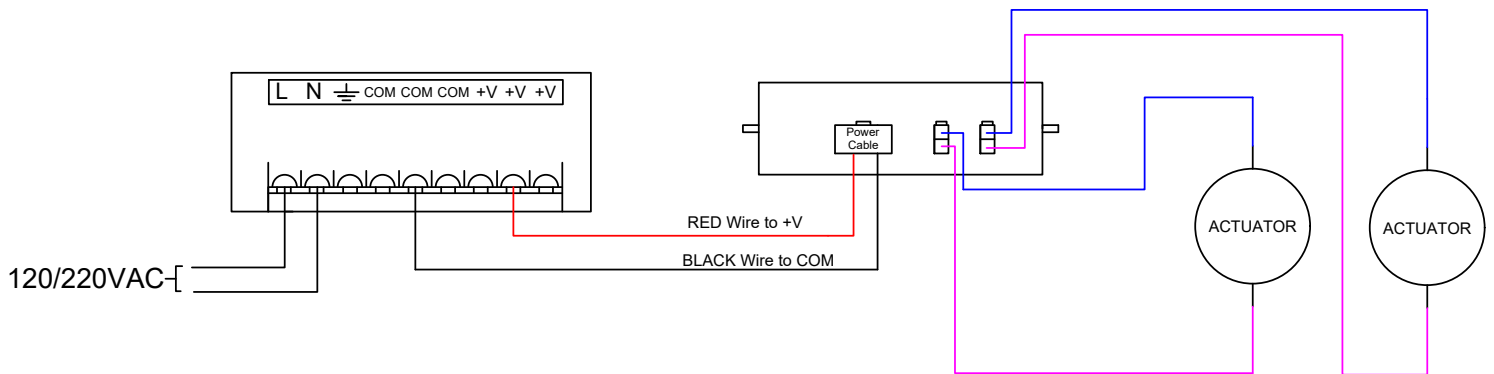 L N COM COM COM +V +V +V
Power
Cable
RED Wire to +V
ACTUATOR
ACTUATOR
BLACK Wire to COM
120/220VAC